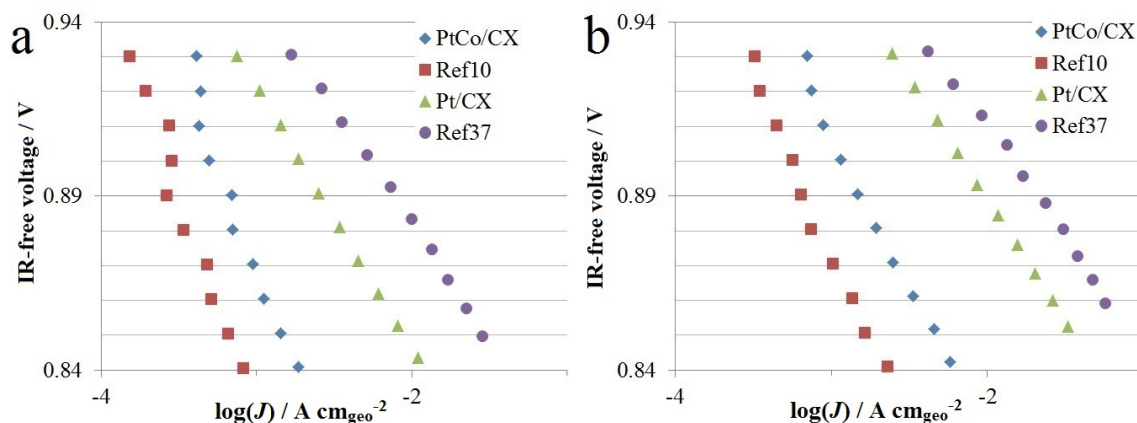 a
0.94
0.89
0.84
IR-free voltage / V
-4
-2
log(J) / A cm_geo^-2
PtCo/CX
Ref10
Pt/CX
Ref37
b
0.94
0.89
0.84
IR-free voltage / V
-4
-2
log(J) / A cm_geo^-2
PtCo/CX
Ref10
Pt/CX
Ref37